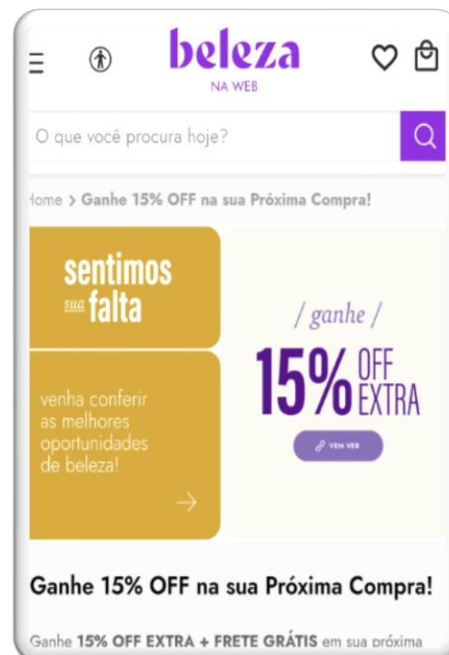 beleza
NA WEB
O que você procura hoje?
Home > Ganhe 15% OFF na sua Próxima Compra!
sentimos
sua falta
venha conferir
as melhores
oportunidades
de beleza!
/ ganhe /
15% OFF EXTRA
VEM VER
Ganhe 15% OFF na sua Próxima Compra!
Ganhe 15% OFF EXTRA + FRETE GRÁTIS em sua próxima